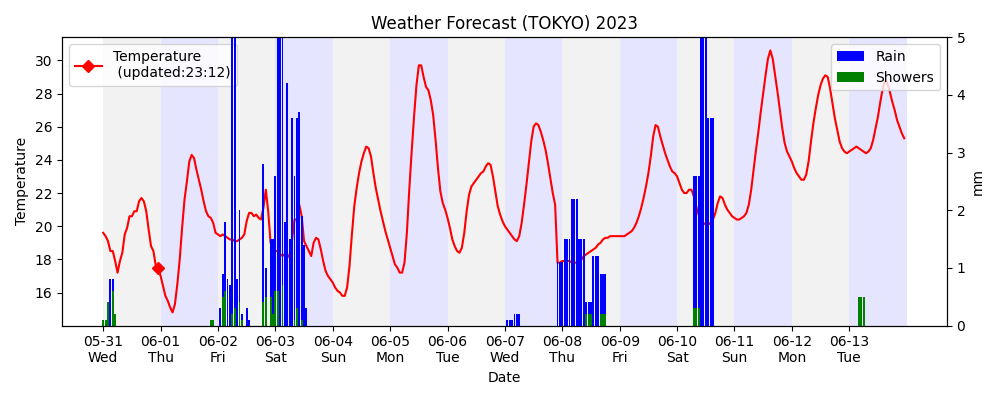 Weather Forecast (TOKYO) 2023
Temperature
(updated:23:12)
Rain
Showers
30
28
26
24
22
20
18
16
Temperature
5
4
3
2
1
0
mm
05-31 06-01 06-02 06-03 06-04 06-05 06-06 06-07 06-08 06-09 06-10 06-11 06-12 06-13
Wed Thu Fri Sat Sun Mon Tue Wed Thu Fri Sat Sun Mon Tue
Date